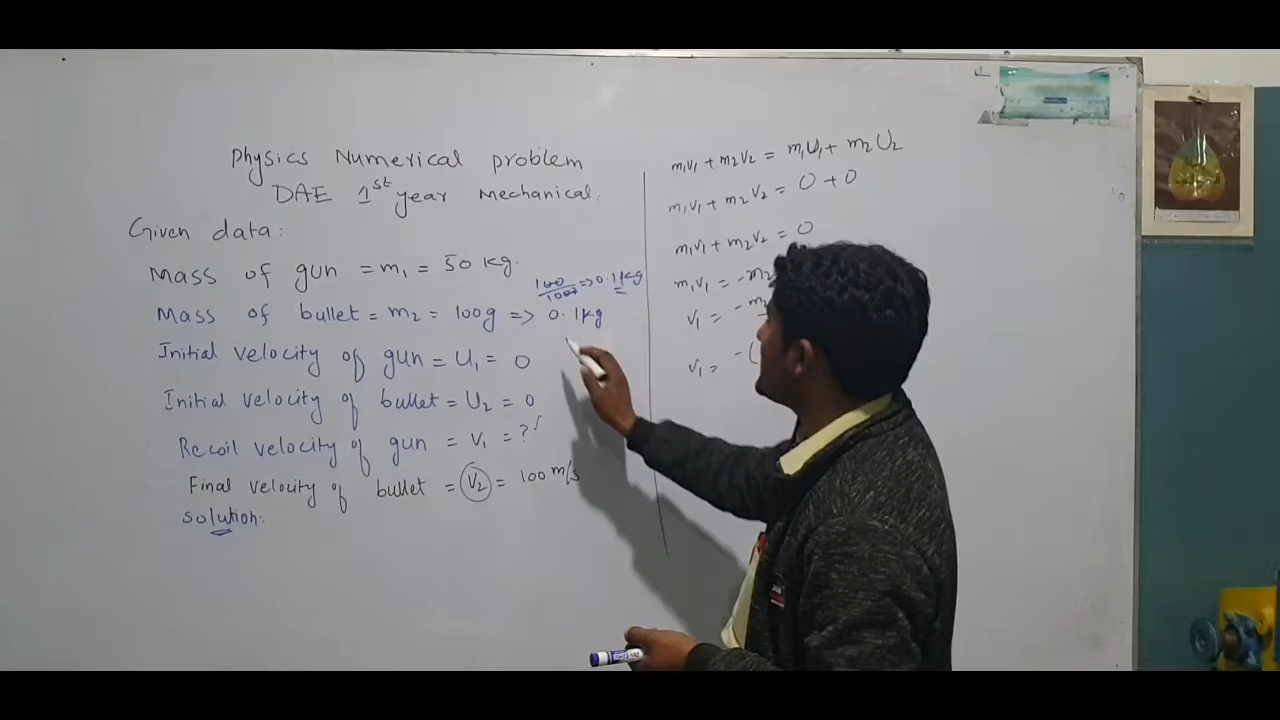 Physics Numerical problem
DAE 1st year Mechanical.
Given data:
Mass of gun = m₁ = 50 kg.
100/1000 => 0.1kg
Mass of bullet = m₂ = 100g => 0.1kg
Initial velocity of gun = U₁ = 0
Initial velocity of bullet = U₂ = 0
Recoil velocity of gun = v₁ = ?
Final velocity of bullet = v₂ = 100 m/s
Solution:
m₁v₁ + m₂v₂ = m₁U₁ + m₂U₂
m₁v₁ + m₂v₂ = 0 + 0
m₁v₁ + m₂v₂ = 0
m₁v₁ = -m₂
v₁ = -m₂
v₁ = -(